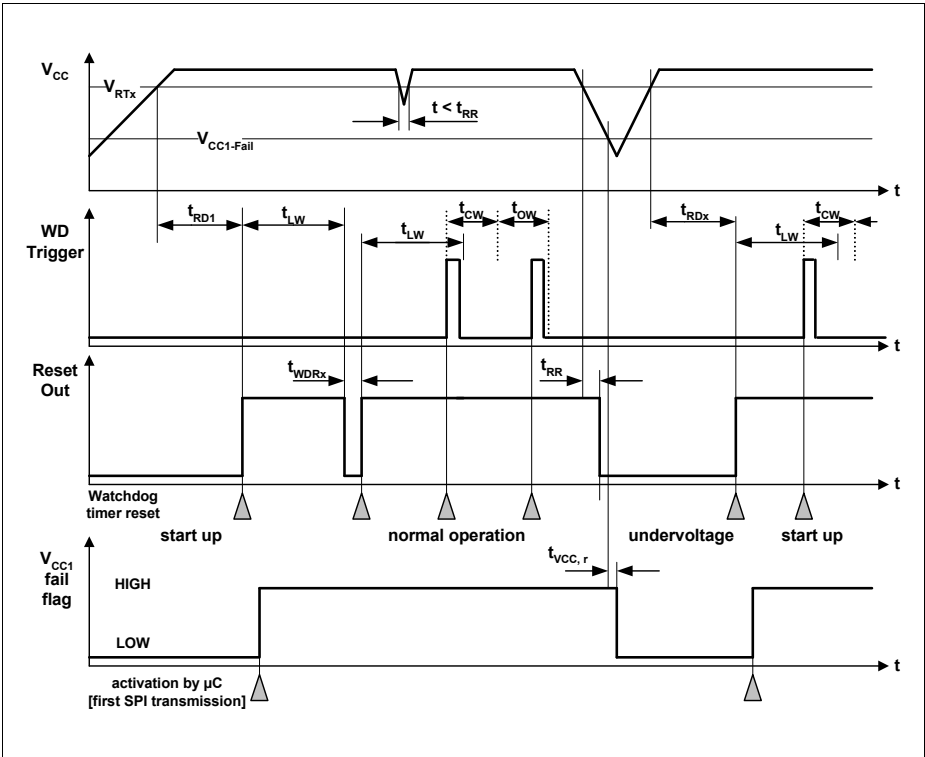 VCC
VRTx
t < tRR
VCC1-Fail
t
tRD1
tLW
tCW
tOW
tRDx
tCW
WD
Trigger
tLW
tLW
t
Reset
Out
tWDRx
tRR
t
Watchdog
timer reset
start up
normal operation
undervoltage
start up
VCC1
fail
flag
tVCC, r
HIGH
LOW
t
activation by µC
[first SPI transmission]